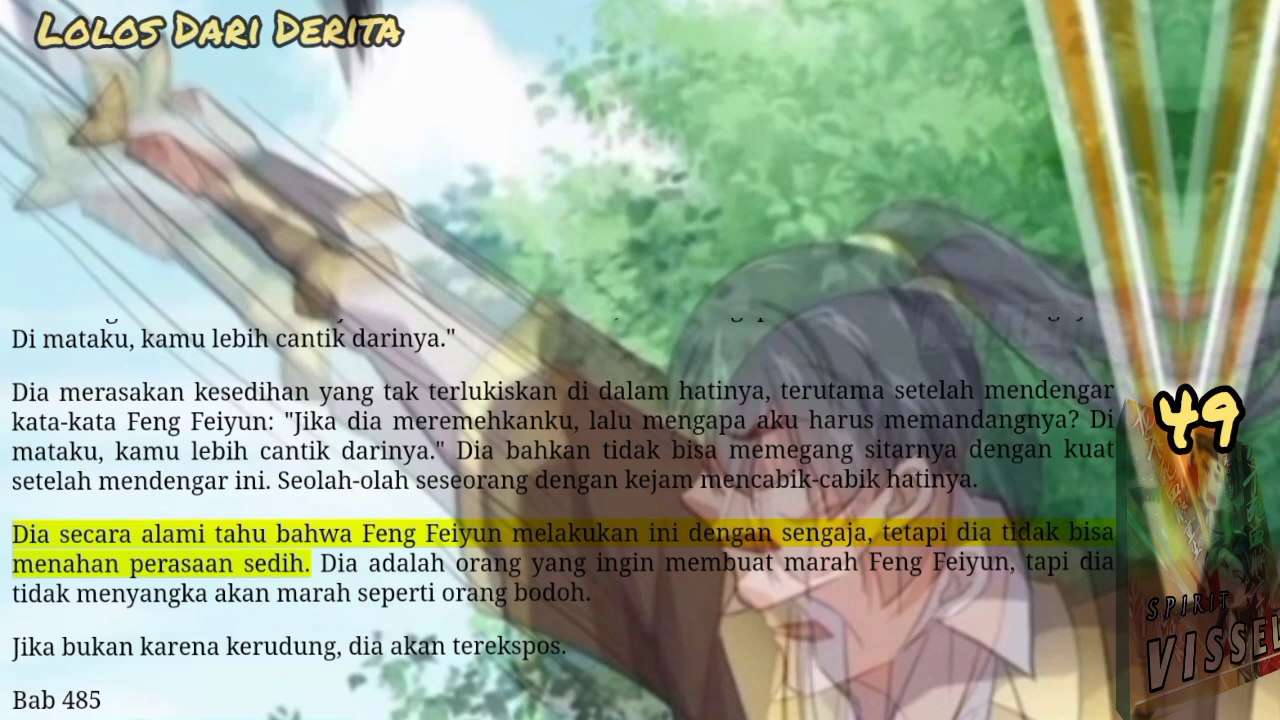 LOLOS DARI DERITA
Di mataku, kamu lebih cantik darinya."
Dia merasakan kesedihan yang tak terlukiskan di dalam hatinya, terutama setelah mendengar
kata-kata Feng Feiyun: "Jika dia meremehkanku, lalu mengapa aku harus memandangnya? Di
mataku, kamu lebih cantik darinya." Dia bahkan tidak bisa memegang sitarnya dengan kuat
setelah mendengar ini. Seolah-olah seseorang dengan kejam mencabik-cabik hatinya.
Dia secara alami tahu bahwa Feng Feiyun melakukan ini dengan sengaja, tetapi dia tidak bisa
menahan perasaan sedih. Dia adalah orang yang ingin membuat marah Feng Feiyun, tapi dia
tidak menyangka akan marah seperti orang bodoh.
Jika bukan karena kerudung, dia akan terekspos.
Bab 485
49
SPIRIT
VISSEL